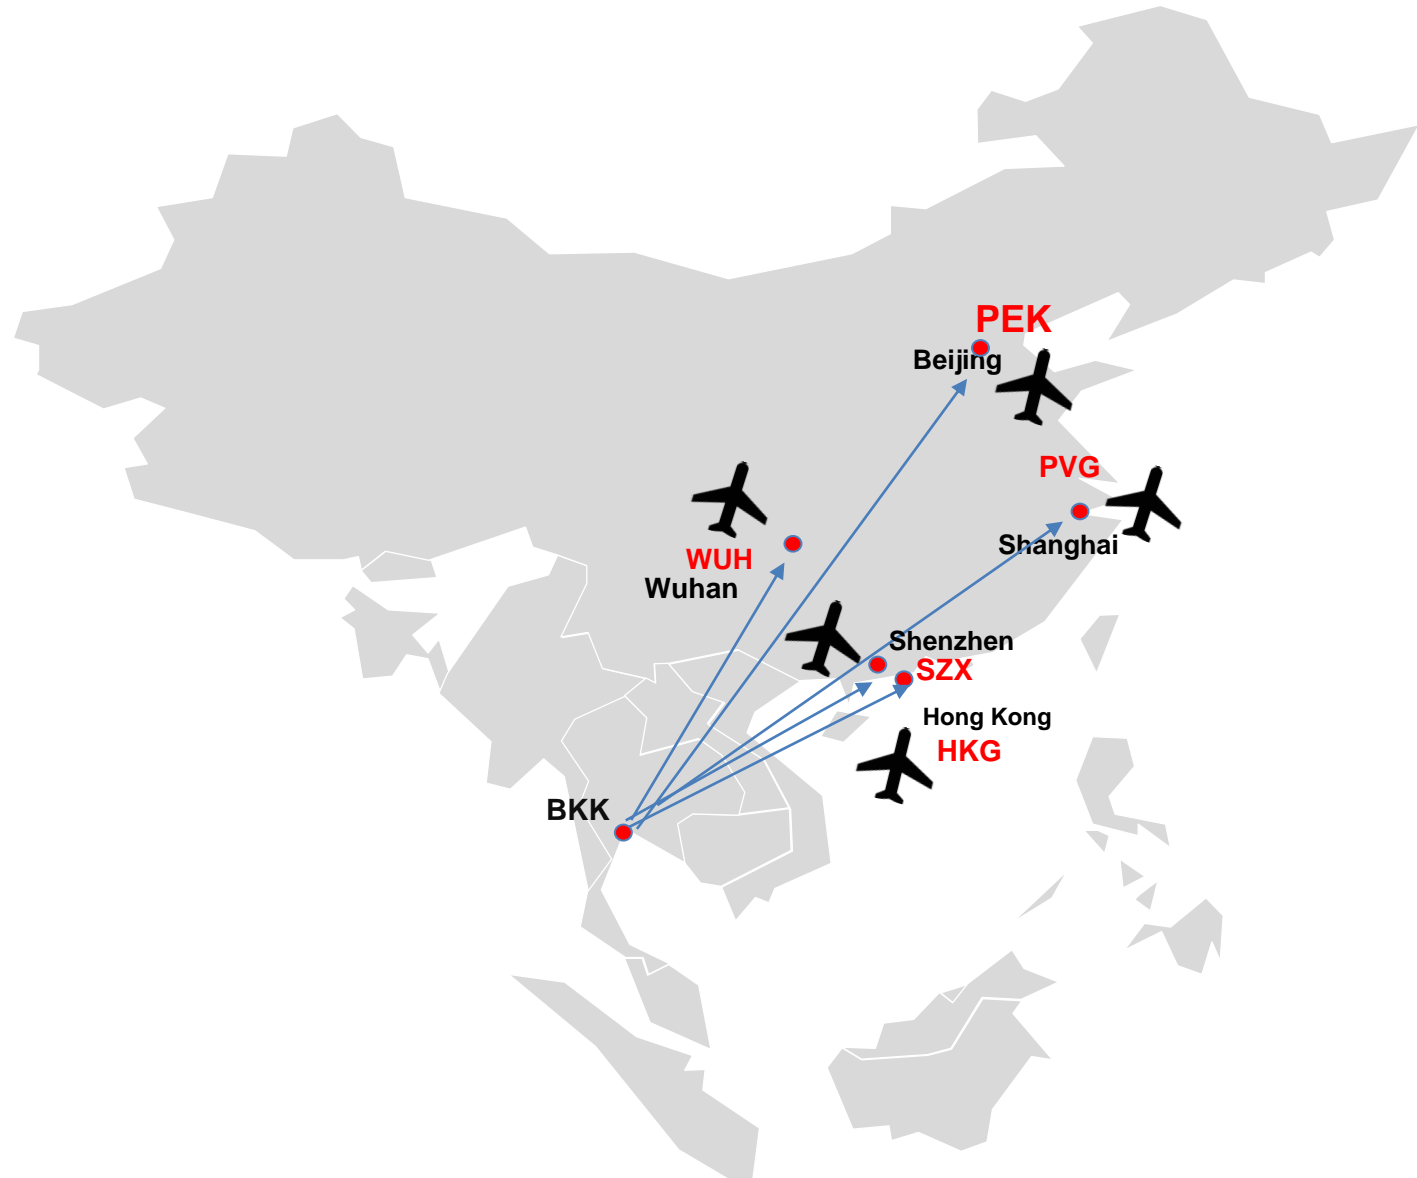 PEK
Beijing
PVG
Shanghai
WUH
Wuhan
Shenzhen
SZX
Hong Kong
HKG
BKK